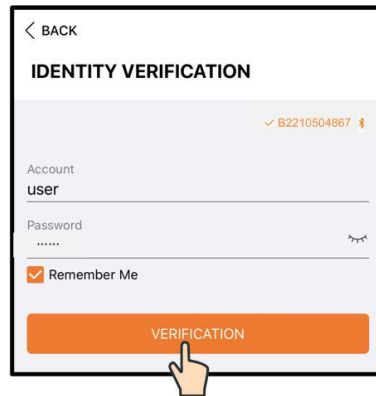 BACK
IDENTITY VERIFICATION
B2210504867
Account
user
Password
......
Remember Me
VERIFICATION